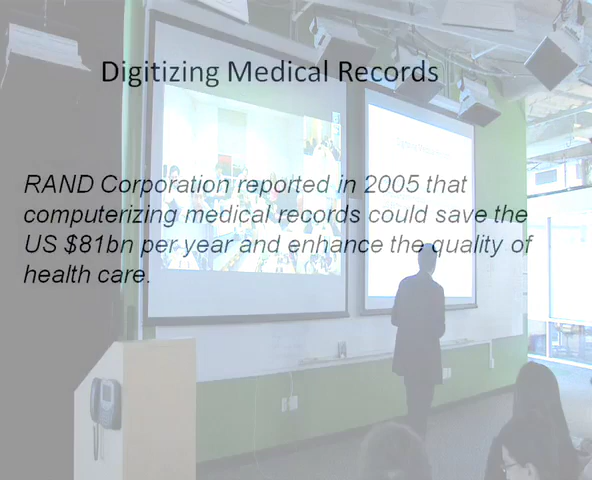 Digitizing Medical Records
RAND Corporation reported in 2005 that
computerizing medical records could save the
US $81bn per year and enhance the quality of
health care.